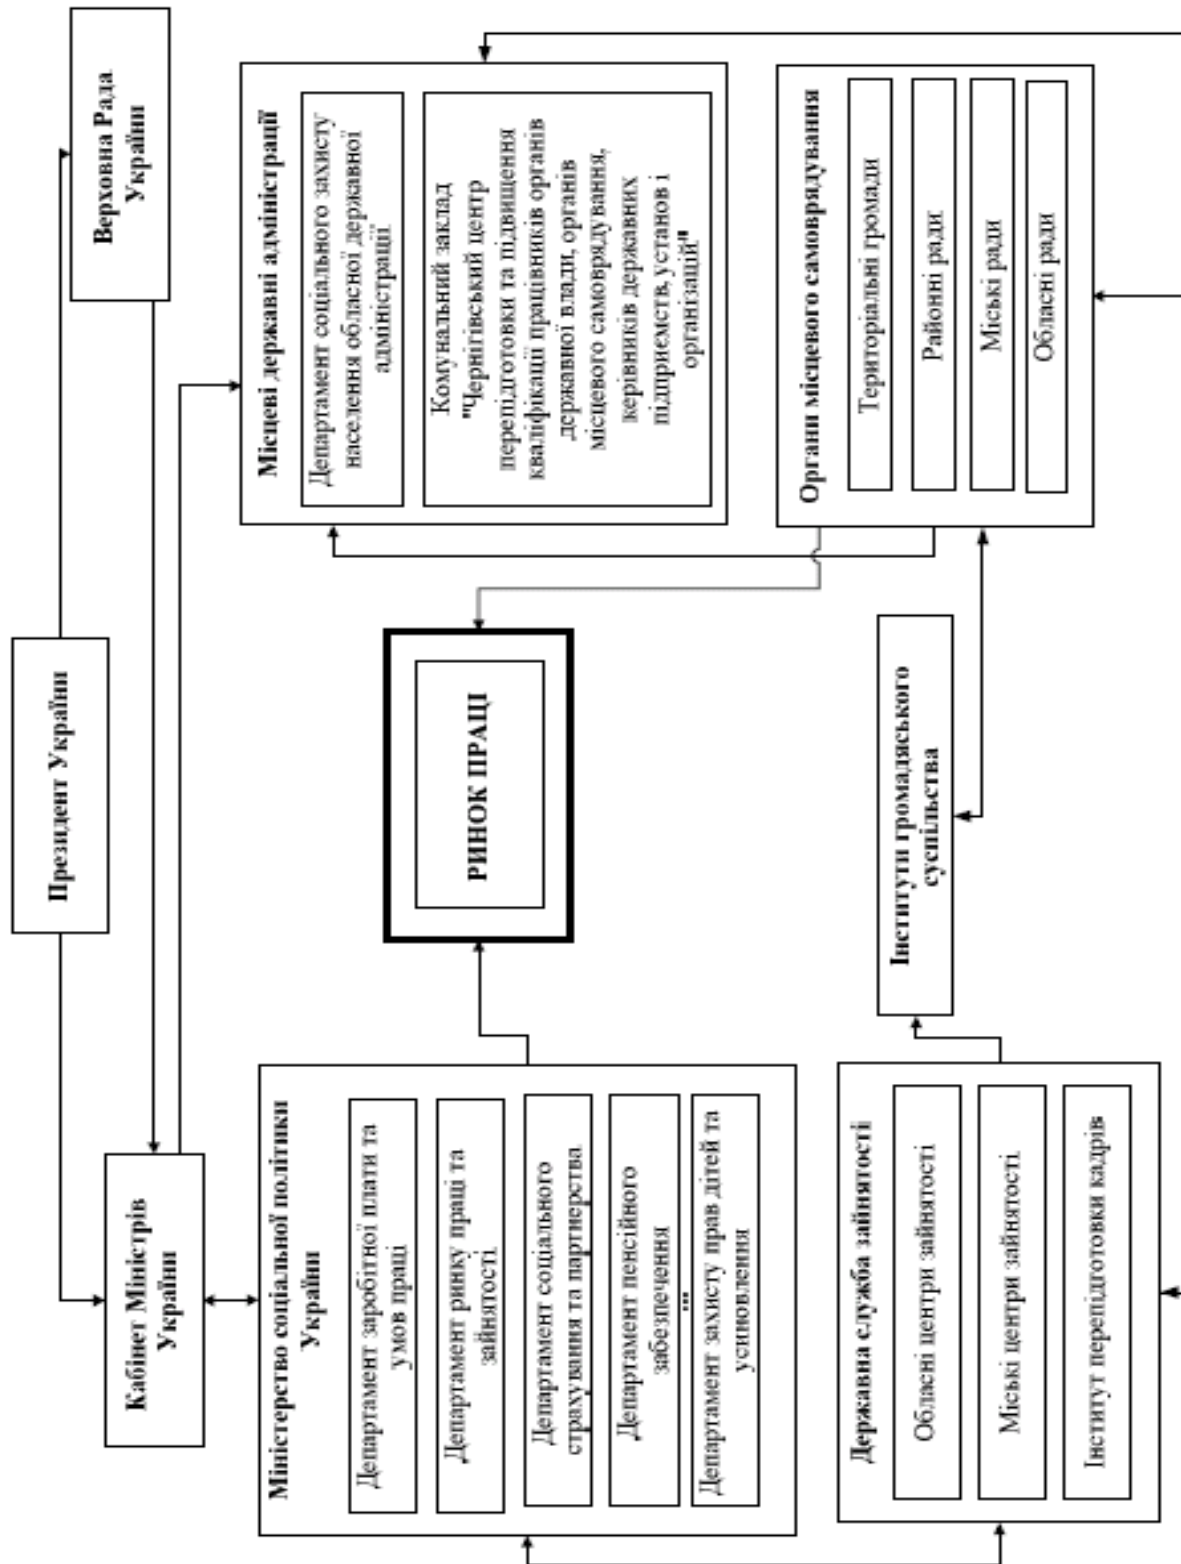 Президент України
Верховна Рада
України
Кабінет Міністрів
України
Міністерство соціальної політики
України
Департамент заробітної плати та
умов праці
Департамент ринку праці та
зайнятості
Департамент соціального
страхування та партнерства
Департамент пенсійного
забезпечення
...
Департамент захисту прав дітей та
усиновлення
РИНОК ПРАЦІ
Місцеві державні адміністрації
Департамент соціального захисту
населення обласної державної
адміністрації
Комунальний заклад
"Чернігівський центр
перепідготовки та підвищення
кваліфікації працівників органів
державної влади, органів
місцевого самоврядування,
керівників державних
підприємств, установ і
організацій"
Державна служба зайнятості
Обласні центри зайнятості
Міські центри зайнятості
Інститут перепідготовки кадрів
Інститути громадяського
суспільства
Органи місцевого самоврядування
Територіальні громади
Районні ради
Міські ради
Обласні ради